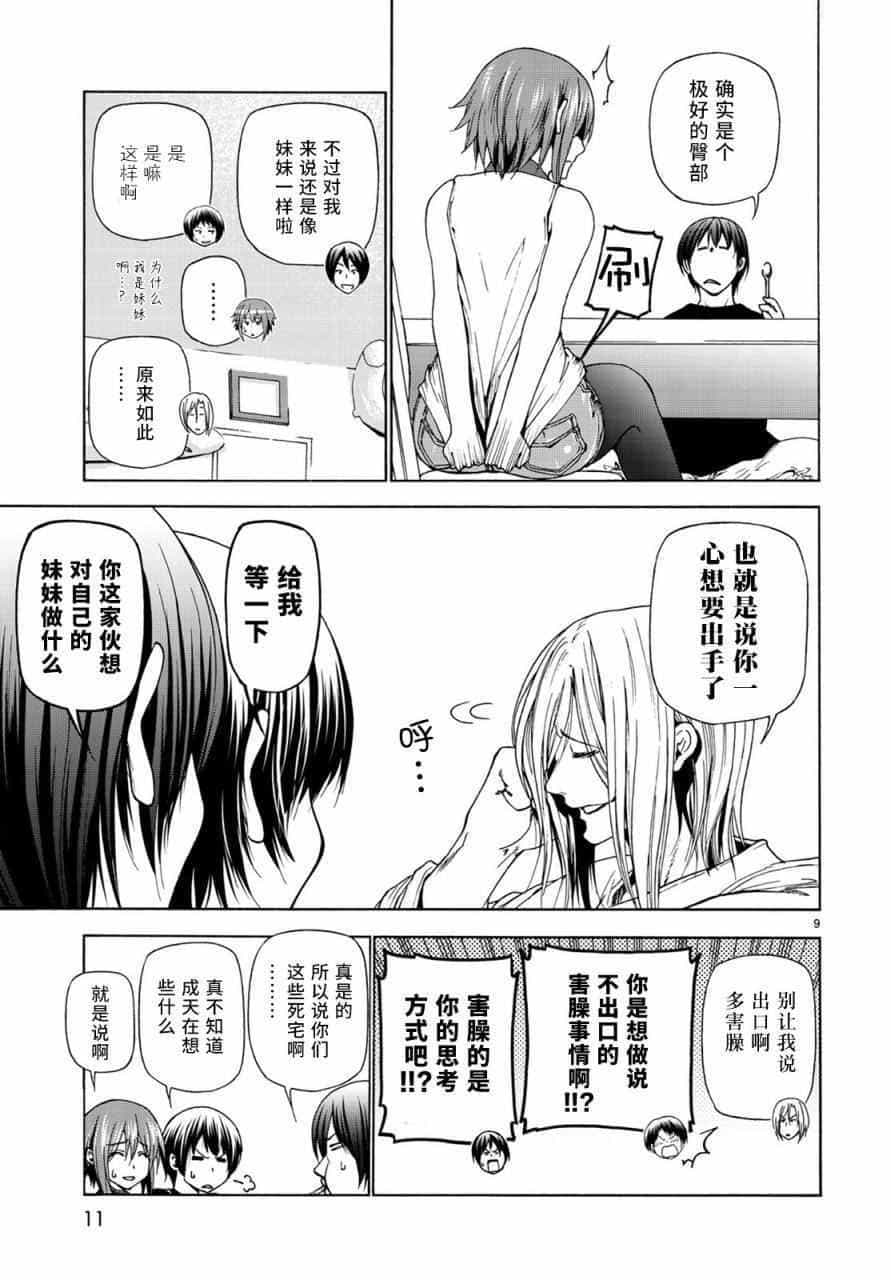 确实是个
极好的臀部
刷
不过对我
来说还是像
妹妹一样啦
是
是嘛
这样啊
……
为什么
我是妹妹
啊…？
原来如此
……
也就是说你一
心想要出手了
呼…
给我
等一下
你这家伙想
对自己的
妹妹做什么
9
别让我说
出口啊
多害臊
你是想做说
不出口的
害臊事情啊!!?
害臊的是
你的思考
方式吧!!?
真是的
所以说你们
这些死宅啊
………
真不知道
成天在想
些什么
就是说啊
11